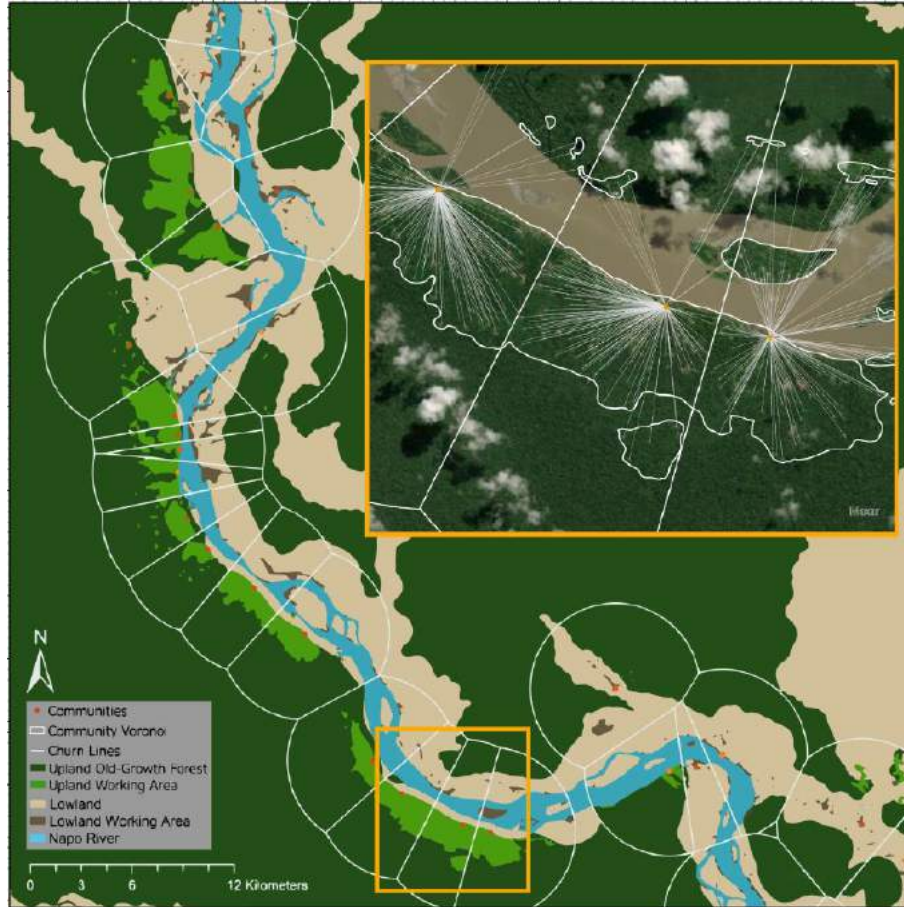 N
Communities
Community Voronoi
Churn Lines
Upland Old-Growth Forest
Upland Working Area
Lowland
Lowland Working Area
Napo River
0 3 6 12 Kilometers